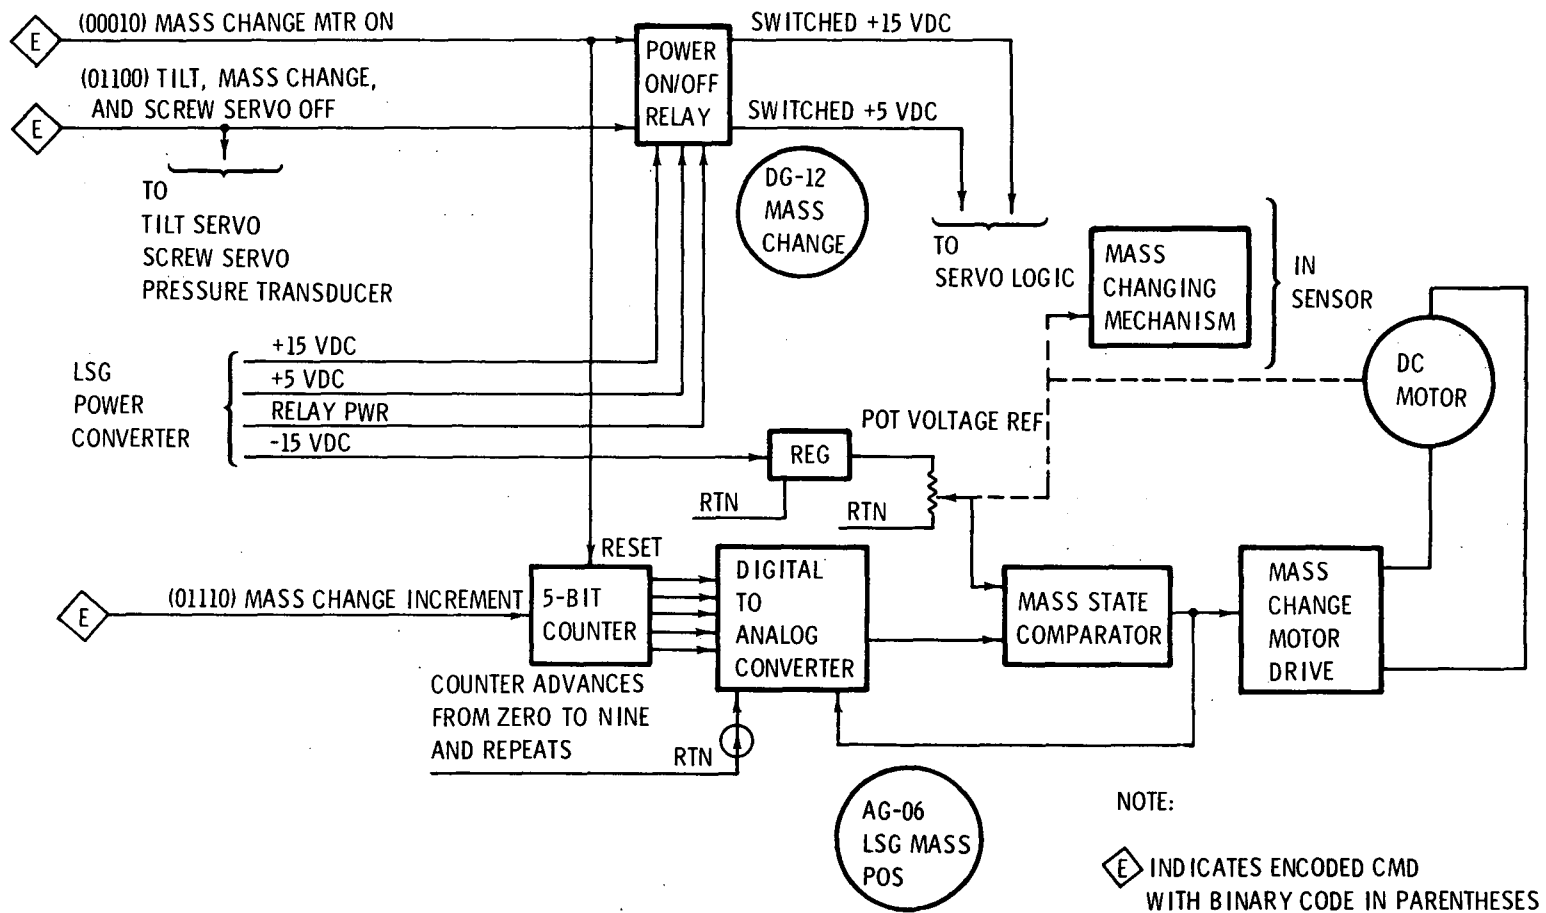 E
(00010) MASS CHANGE MTR ON
(01100) TILT, MASS CHANGE,
AND SCREW SERVO OFF
E
TO
TILT SERVO
SCREW SERVO
PRESSURE TRANSDUCER
POWER
ON/OFF
RELAY
SWITCHED +15 VDC
SWITCHED +5 VDC
DG-12
MASS
CHANGE
TO
SERVO LOGIC
MASS
CHANGING
MECHANISM
IN
SENSOR
DC
MOTOR
LSG
POWER
CONVERTER
+15 VDC
+5 VDC
RELAY PWR
-15 VDC
POT VOLTAGE REF
REG
RTN
RTN
RESET
E
(01110) MASS CHANGE INCREMENT
5-BIT
COUNTER
DIGITAL
TO
ANALOG
CONVERTER
MASS STATE
COMPARATOR
MASS
CHANGE
MOTOR
DRIVE
COUNTER ADVANCES
FROM ZERO TO NINE
AND REPEATS
RTN
AG-06
LSG MASS
POS
NOTE:
E INDICATES ENCODED CMD
WITH BINARY CODE IN PARENTHESES